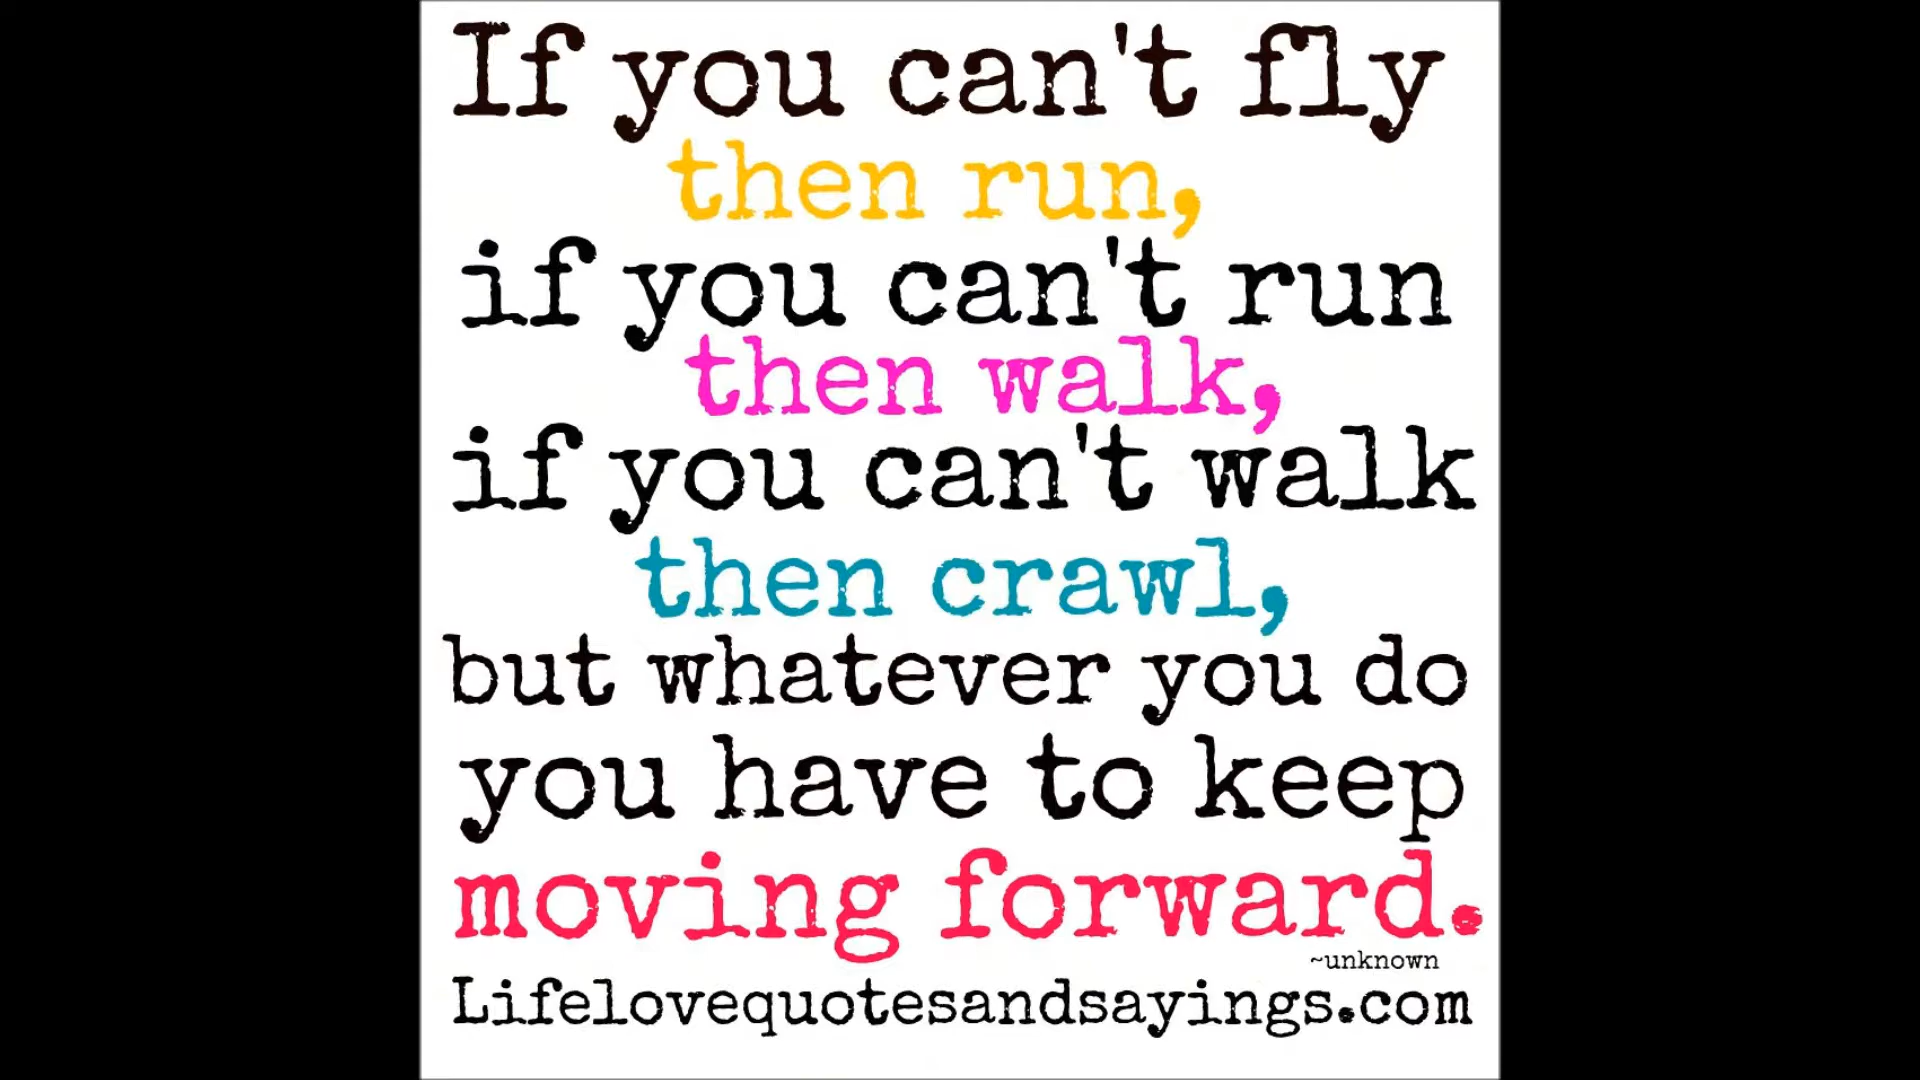 If you can't fly
then run,
if you can't run
then walk,
if you can't walk
then crawl,
but whatever you do
you have to keep
moving forward.
~unknown
Lifelovequotesandsayings.com